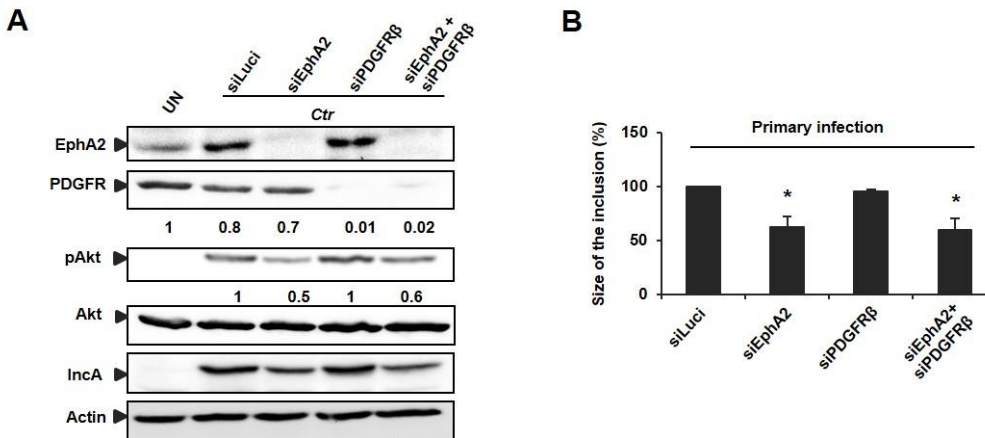 A
UN
siLuci
siEphA2
siPDGFRβ
siEphA2 +
siPDGFRβ
Ctr
EphA2
PDGFR
1 0.8 0.7 0.01 0.02
pAkt
1 0.5 1 0.6
Akt
IncA
Actin
B
Primary infection
Size of the inclusion (%)
150
100
50
0
* *
siLuci
siEphA2
siPDGFRβ
siEphA2+
siPDGFRβ